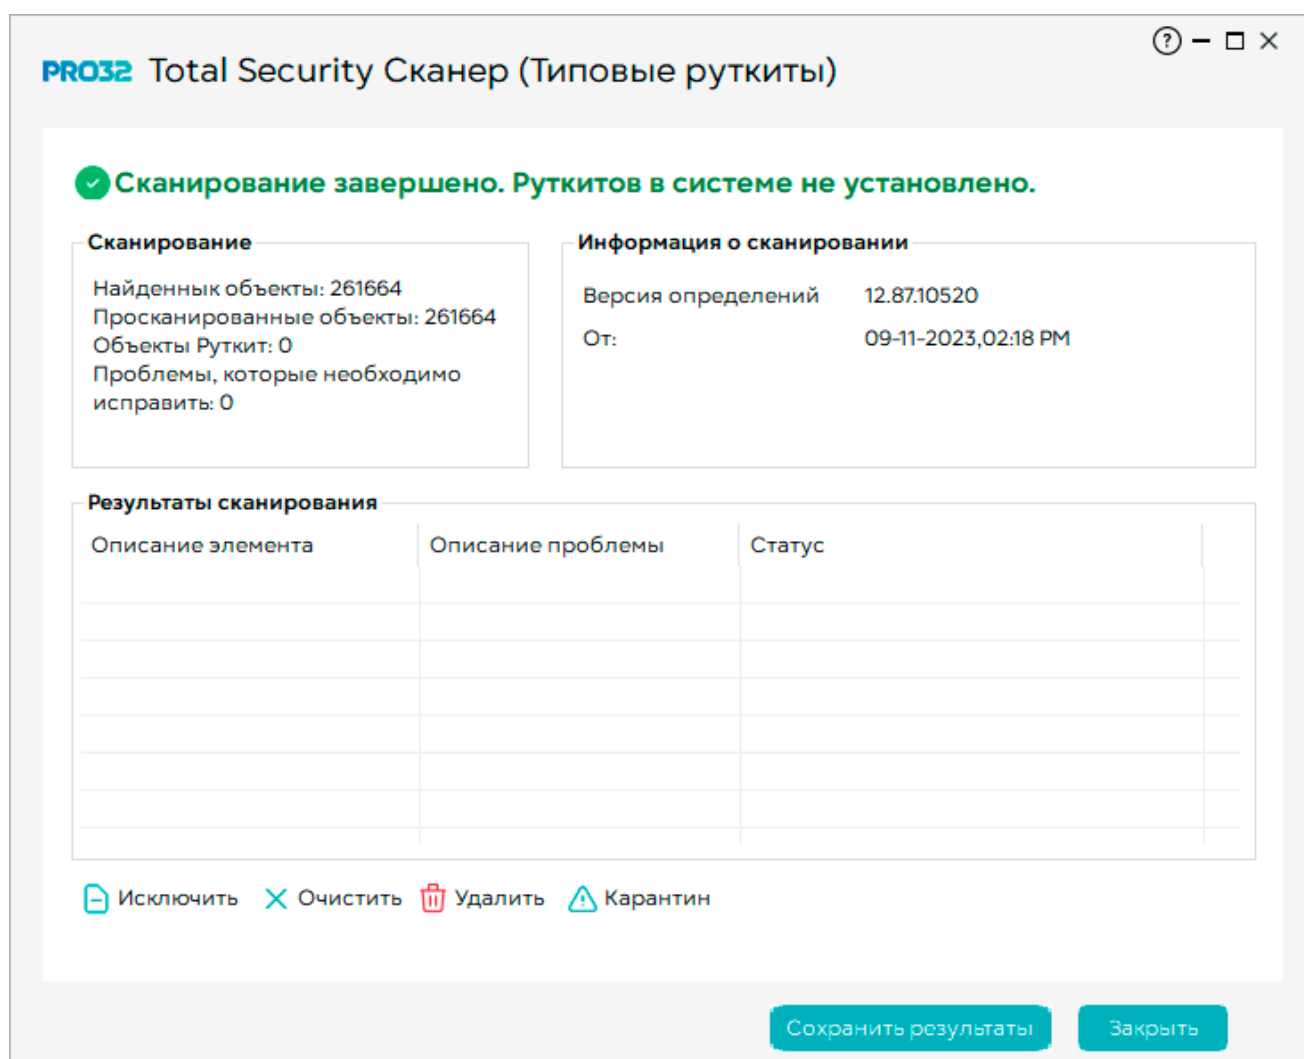 PRO32 Total Security Сканер (Типовые руткиты)
Сканирование завершено. Руткитов в системе не установлено.
Сканирование
Найденнык объекты: 261664
Просканированные объекты: 261664
Объекты Руткит: 0
Проблемы, которые необходимо
исправить: 0
Информация о сканировании
Версия определений 12.87.10520
От: 09-11-2023,02:18 PM
Результаты сканирования
Описание элемента Описание проблемы Статус
Исключить Очистить Удалить Карантин
Сохранить результаты Закрыть